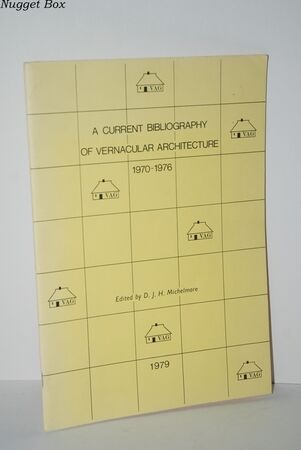 Nugget Box
VAG
A CURRENT BIBLIOGRAPHY
VAG
OF VERNACULAR ARCHITECTURE
1970-1976
VAG
VAG
VAG
Edited by D. J. H. Michelmore
VAG
1979
VAG